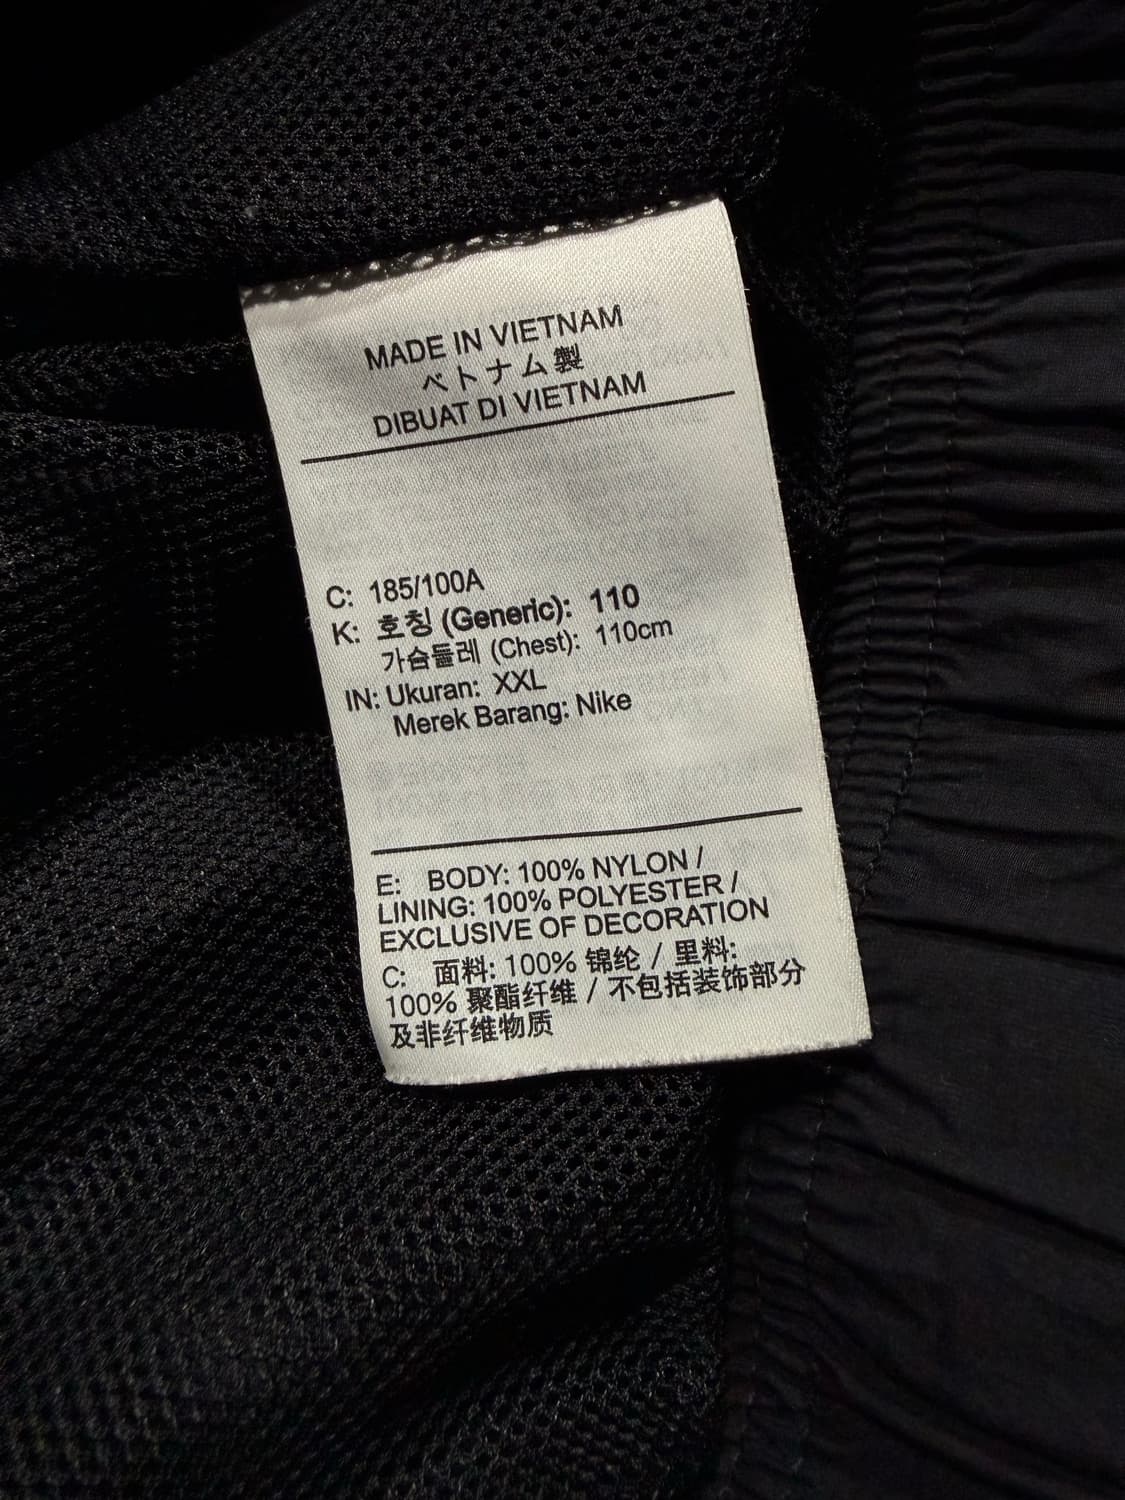 MADE IN VIETNAM
ベトナム製
DIBUAT DI VIETNAM
C: 185/100A
K: 호칭 (Generic): 110
가슴둘레 (Chest): 110cm
IN: Ukuran: XXL
Merek Barang: Nike
E: BODY: 100% NYLON /
LINING: 100% POLYESTER /
EXCLUSIVE OF DECORATION
C: 面料: 100% 锦纶 / 里料:
100% 聚酯纤维 / 不包括装饰部分
及非纤维物质